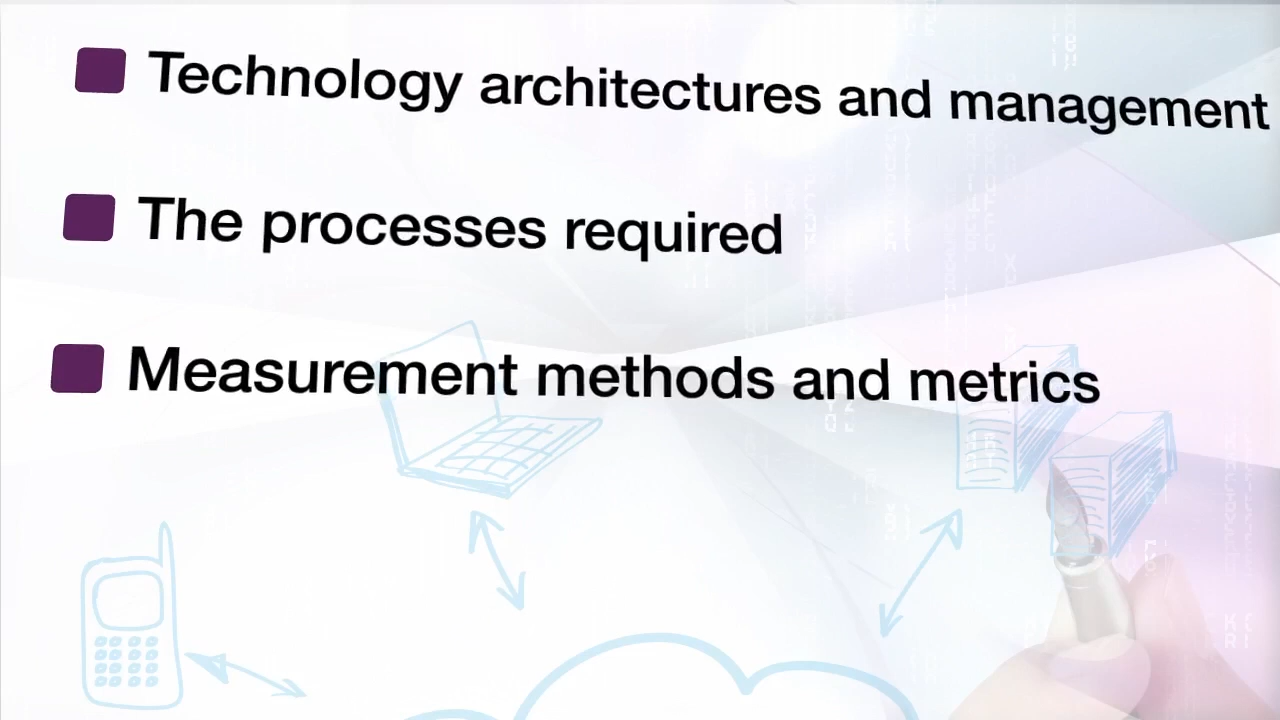 Technology architectures and management
The processes required
Measurement methods and metrics